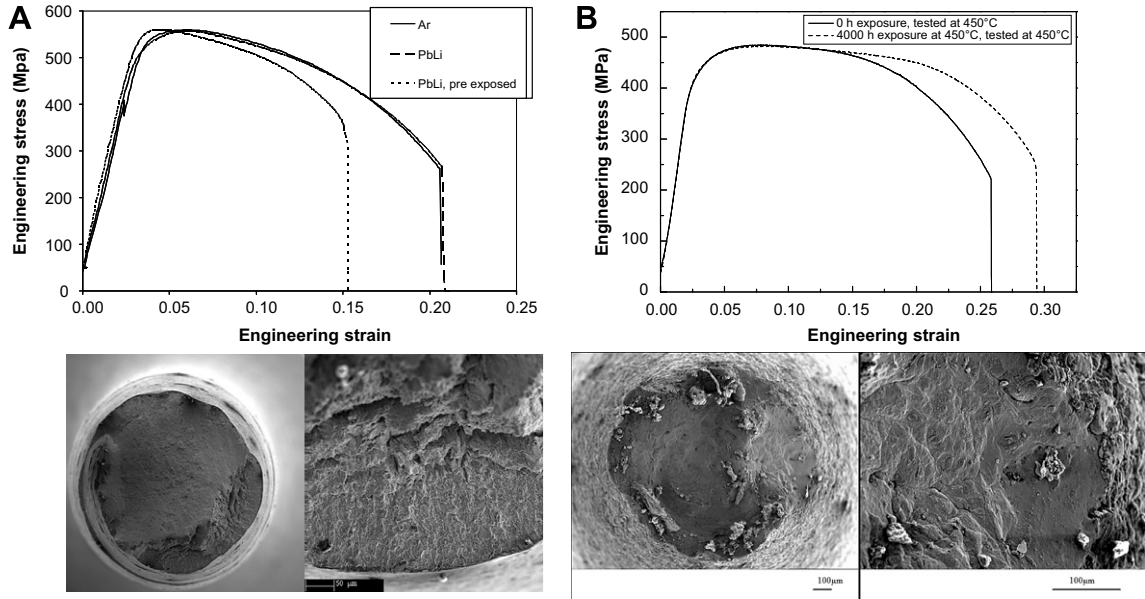 A
Engineering stress (Mpa)
600
500
400
300
200
100
0
Ar
PbLi
PbLi, pre exposed
0.00
0.05
0.10
0.15
0.20
0.25
Engineering strain
50 µm
B
Engineering stress (MPa)
500
400
300
200
100
0
0 h exposure, tested at 450°C
4000 h exposure at 450°C, tested at 450°C
0.00
0.05
0.10
0.15
0.20
0.25
0.30
Engineering strain
100µm
100µm